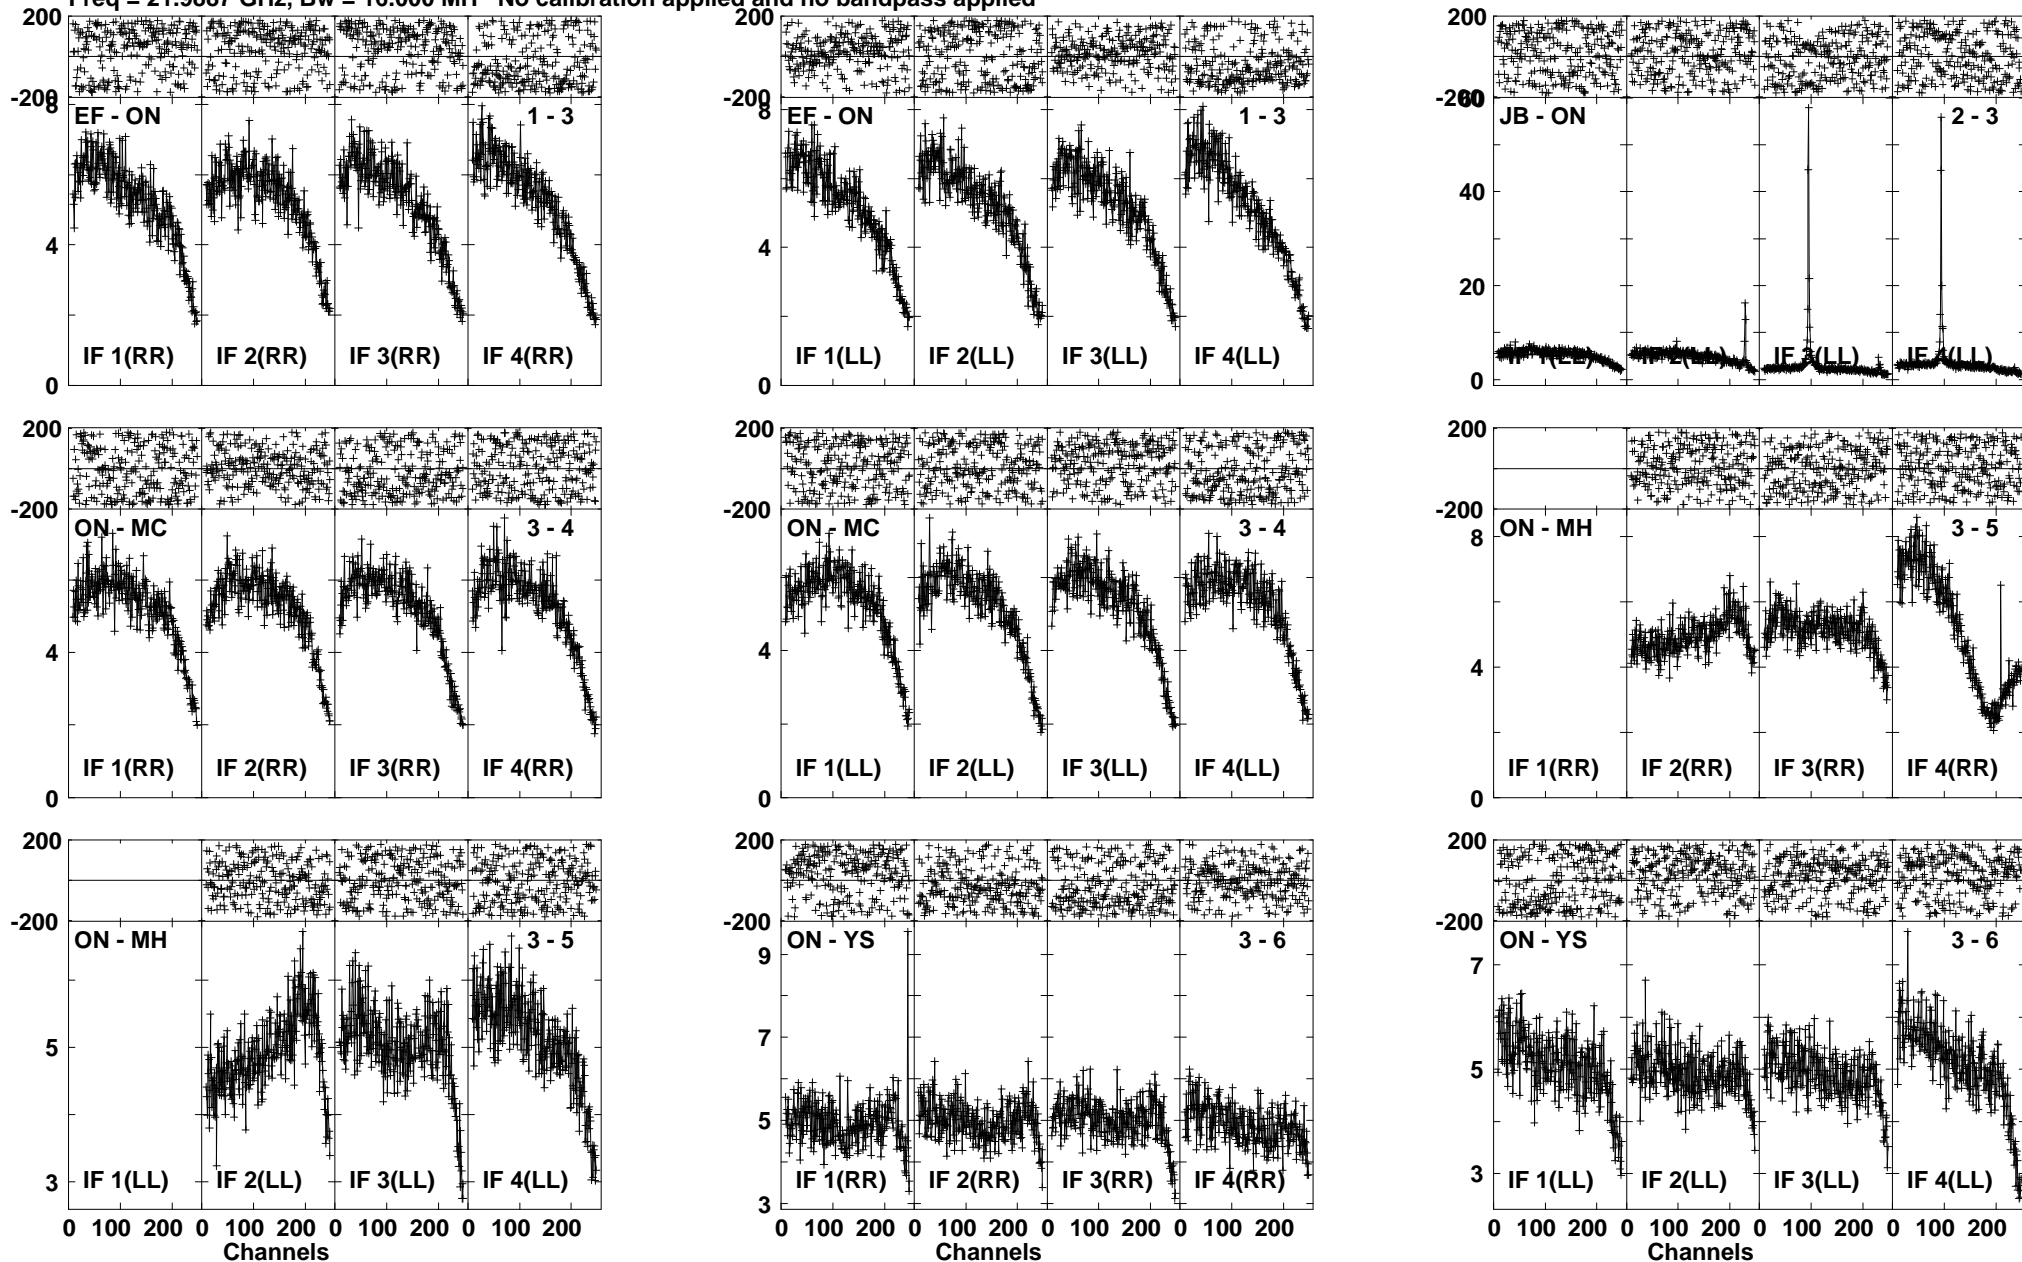 Freq = 21.9887 GHz, Bw = 16.000 MH No calibration applied and no bandpass applied
200
-200
8
4
0
EF - ON 1 - 3
IF 1(RR) IF 2(RR) IF 3(RR) IF 4(RR)
-200
8
4
0
EF - ON 1 - 3
IF 1(LL) IF 2(LL) IF 3(LL) IF 4(LL)
200
-200
60
40
20
0
JB - ON 2 - 3
IF 1(LL) IF 2(LL) IF 3(LL) IF 4(LL)
200
-200
4
0
ON - MC 3 - 4
IF 1(RR) IF 2(RR) IF 3(RR) IF 4(RR)
200
-200
4
0
ON - MC 3 - 4
IF 1(LL) IF 2(LL) IF 3(LL) IF 4(LL)
200
-200
8
4
0
ON - MH 3 - 5
IF 1(RR) IF 2(RR) IF 3(RR) IF 4(RR)
200
-200
5
3
ON - MH 3 - 5
IF 1(LL) IF 2(LL) IF 3(LL) IF 4(LL)
0 100 200 0 100 200 0 100 200 0 100 200
Channels
200
-200
9
7
5
3
ON - YS 3 - 6
IF 1(RR) IF 2(RR) IF 3(RR) IF 4(RR)
0 100 200 0 100 200 0 100 200 0 100 200
200
-200
7
5
3
ON - YS 3 - 6
IF 1(LL) IF 2(LL) IF 3(LL) IF 4(LL)
0 100 200 0 100 200 0 100 200 0 100 200
Channels